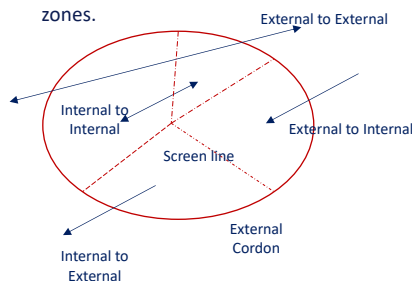 zones.
External to External
Internal to
Internal
External to Internal
Screen line
External
Cordon
Internal to
External